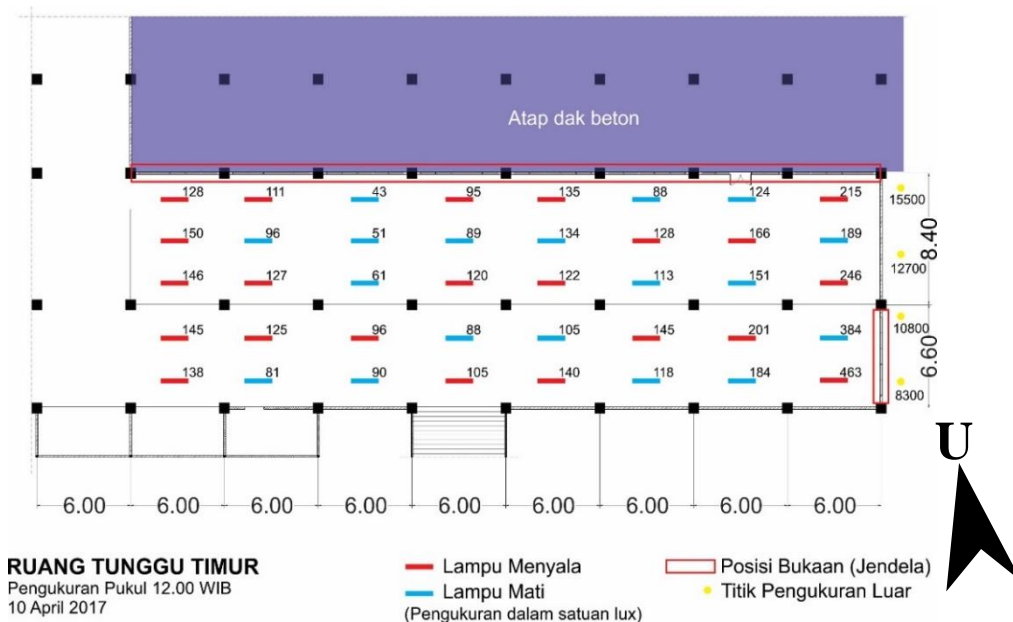 Atap dak beton
128 111 43 95 135 88 124 215
15500
150 96 51 89 134 128 166 189
8.40
12700
146 127 61 120 122 113 151 246
145 125 96 88 105 145 201 384
10800
6.60
138 81 90 105 140 118 184 463
8300
U
6.00 6.00 6.00 6.00 6.00 6.00 6.00 6.00 6.00
RUANG TUNGGU TIMUR
Pengukuran Pukul 12.00 WIB
10 April 2017
Lampu Menyala
Lampu Mati
(Pengukuran dalam satuan lux)
Posisi Bukaan (Jendela)
Titik Pengukuran Luar